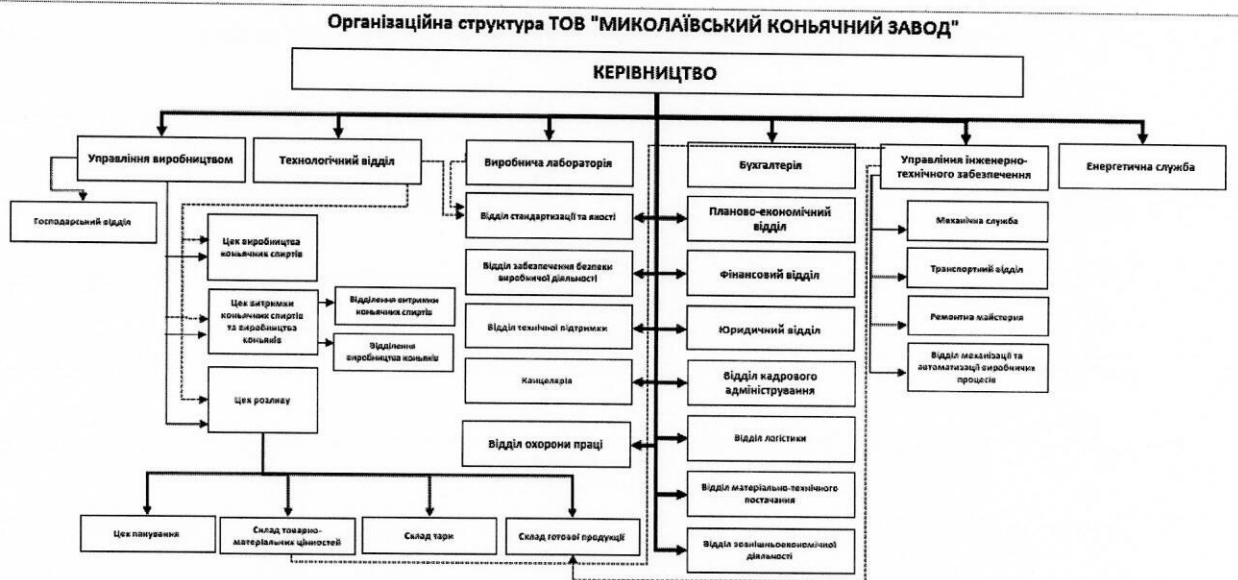 Організаційна структура ТОВ "МИКОЛАЇВСЬКИЙ КОНЬЯЧНИЙ ЗАВОД"
КЕРІВНИЦТВО
Управління виробництвом
Технологічний відділ
Виробнича лабораторія
Бухгалтерія
Управління інженерно-
технічного забезпечення
Енергетична служба
Господарський відділ
Відділ стандартизації та якості
Планово-економічний
відділ
Механічна служба
Цех виробництва
коньячних спиртів
Відділ забезпечення безпеки
виробничої діяльності
Фінансовий відділ
Транспортний відділ
Цех витримки
коньячних спиртів
та виробництва
коньяків
Відділення витримки
коньячних спиртів
Відділення
виробництва коньяків
Відділ технічної підтримки
Юридичний відділ
Ремонтна майстерня
Канцелярія
Відділ кадрового
адміністрування
Відділ механізації та
автоматизації виробничих
процесів
Цех розливу
Відділ охорони праці
Відділ логістики
Відділ матеріально-технічного
постачання
Цех пакування
Склад товарно-
матеріальних цінностей
Склад тари
Склад готової продукції
Відділ зовнішньоекономічної
діяльності